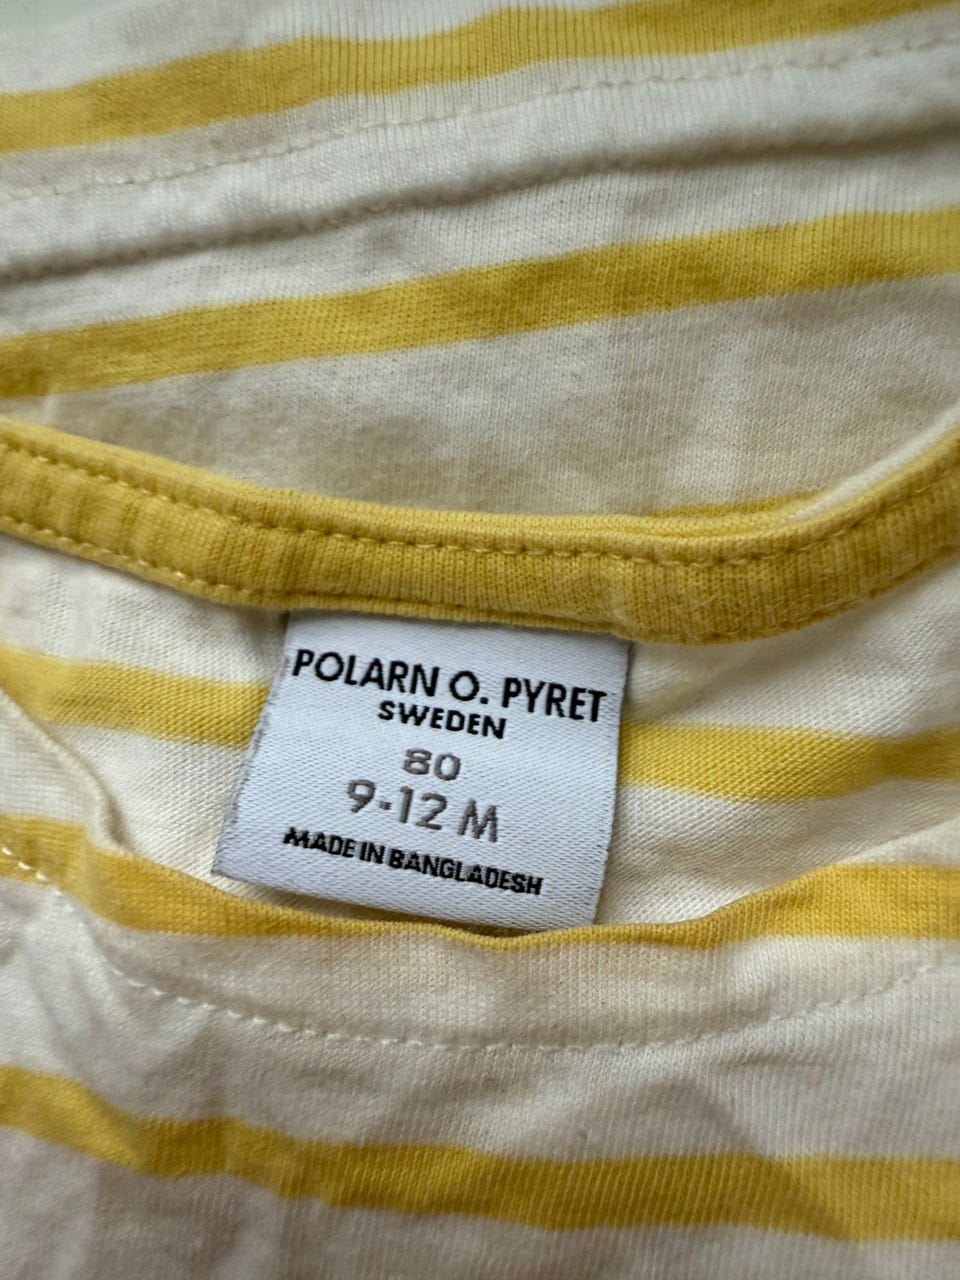 POLARN O. PYRET
SWEDEN
80
9-12 M
MADE IN BANGLADESH